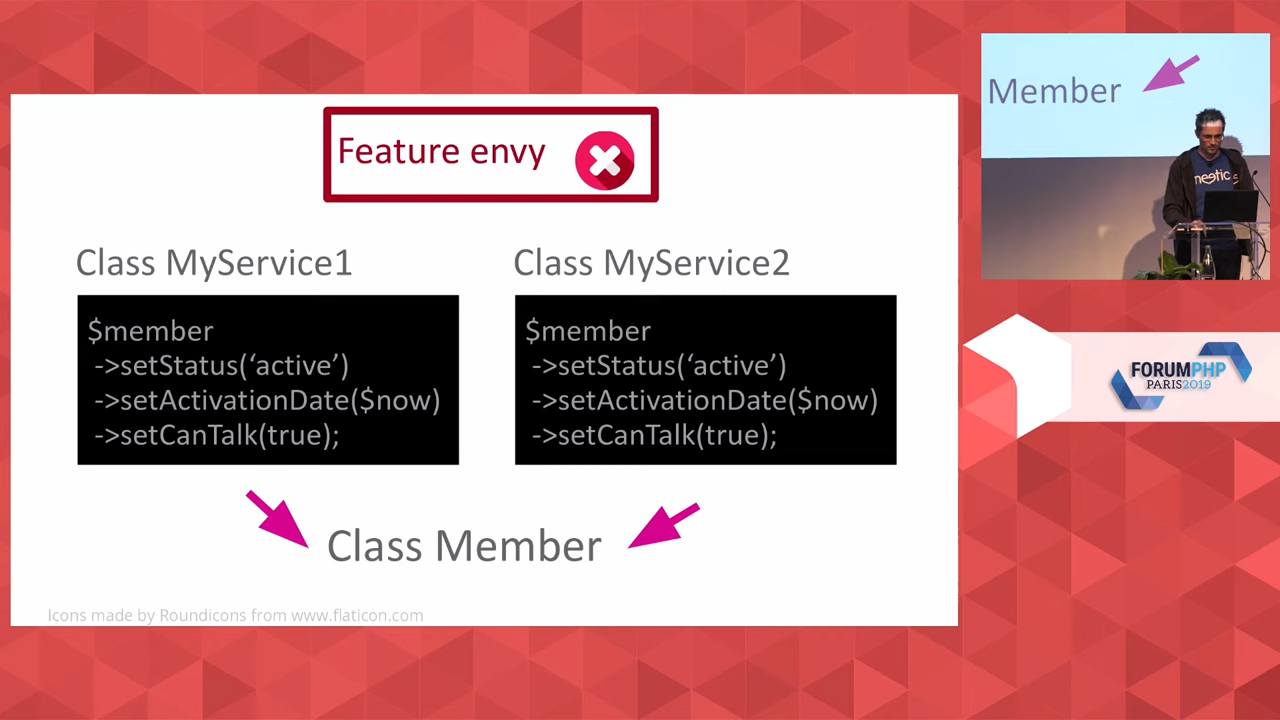 Feature envy
Class MyService1
$member
->setStatus(‘active’)
->setActivationDate($now)
->setCanTalk(true);
Class MyService2
$member
->setStatus(‘active’)
->setActivationDate($now)
->setCanTalk(true);
Class Member
Icons made by Roundicons from www.flaticon.com
Member
meetic
FORUMPHP
PARIS2019